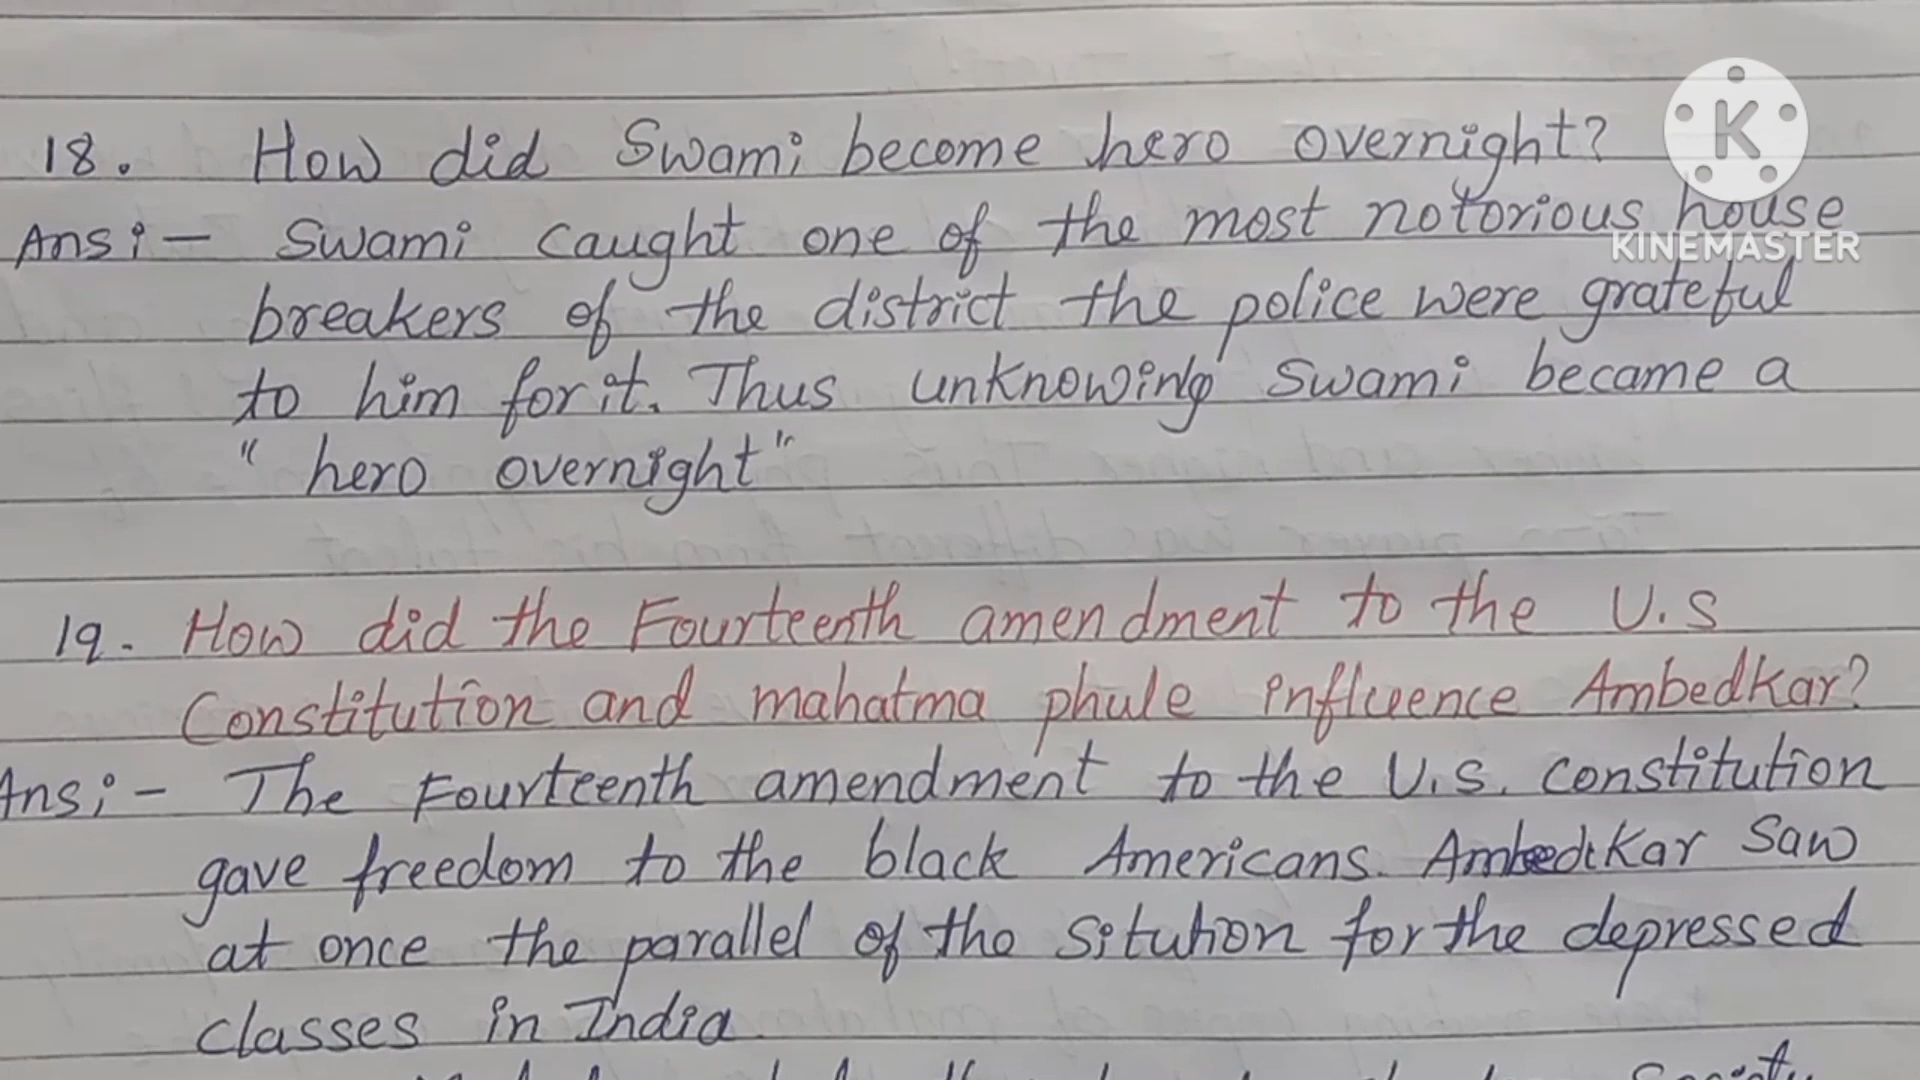 18. How did Swami become hero overnight?
Ans:- Swami caught one of the most notorious house
KINEMASTER
breakers of the district the police were grateful
to him for it. Thus unknowing Swami became a
"hero overnight"
19. How did the Fourteenth amendment to the U.S
Constitution and mahatma phule influence Ambedkar?
Ans:- The Fourteenth amendment to the U.S. constitution
gave freedom to the black Americans. Ambedkar Saw
at once the parallel of the Sitution for the depressed
classes in India